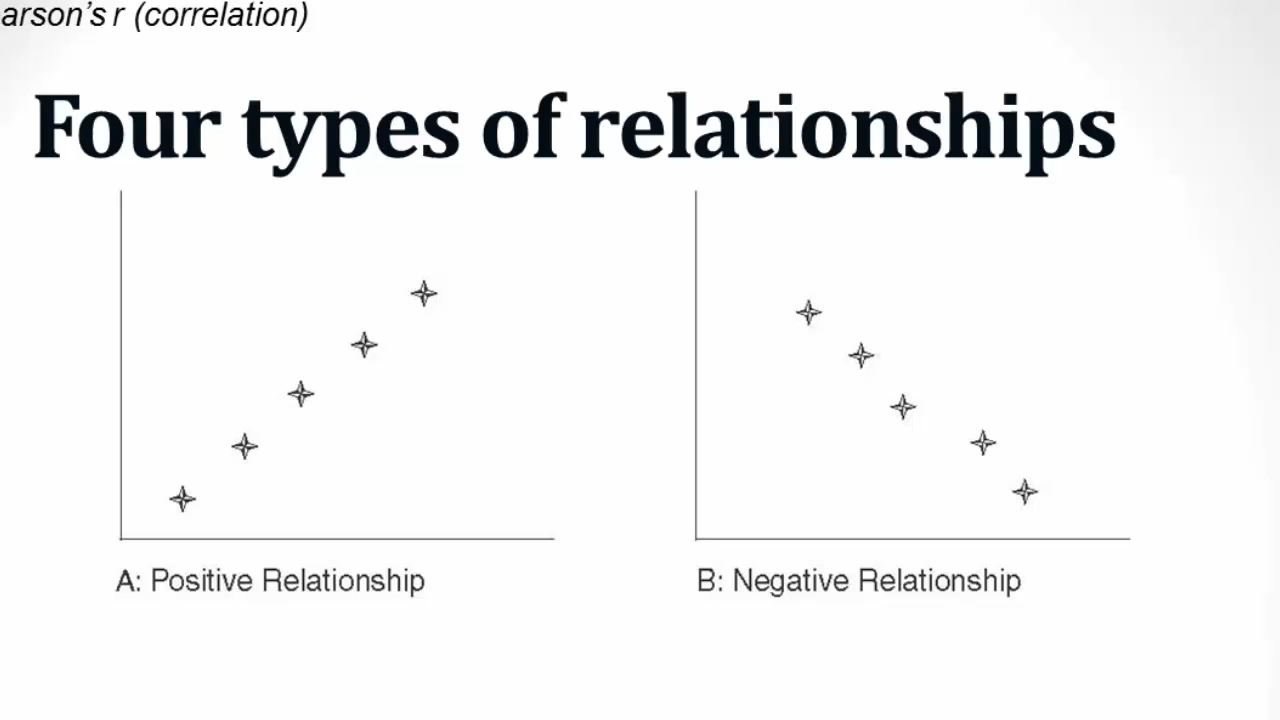 arson's r (correlation)
Four types of relationships
A: Positive Relationship
B: Negative Relationship